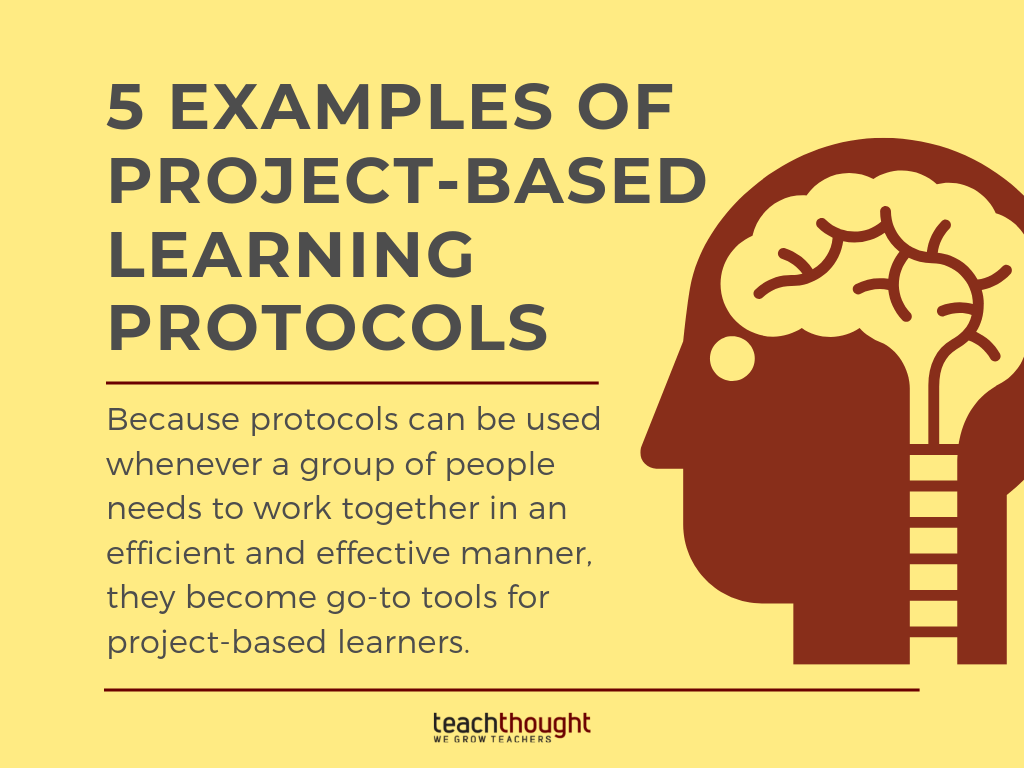 5 EXAMPLES OF
PROJECT-BASED
LEARNING
PROTOCOLS
Because protocols can be used
whenever a group of people
needs to work together in an
efficient and effective manner,
they become go-to tools for
project-based learners.
teachthought
WE GROW TEACHERS